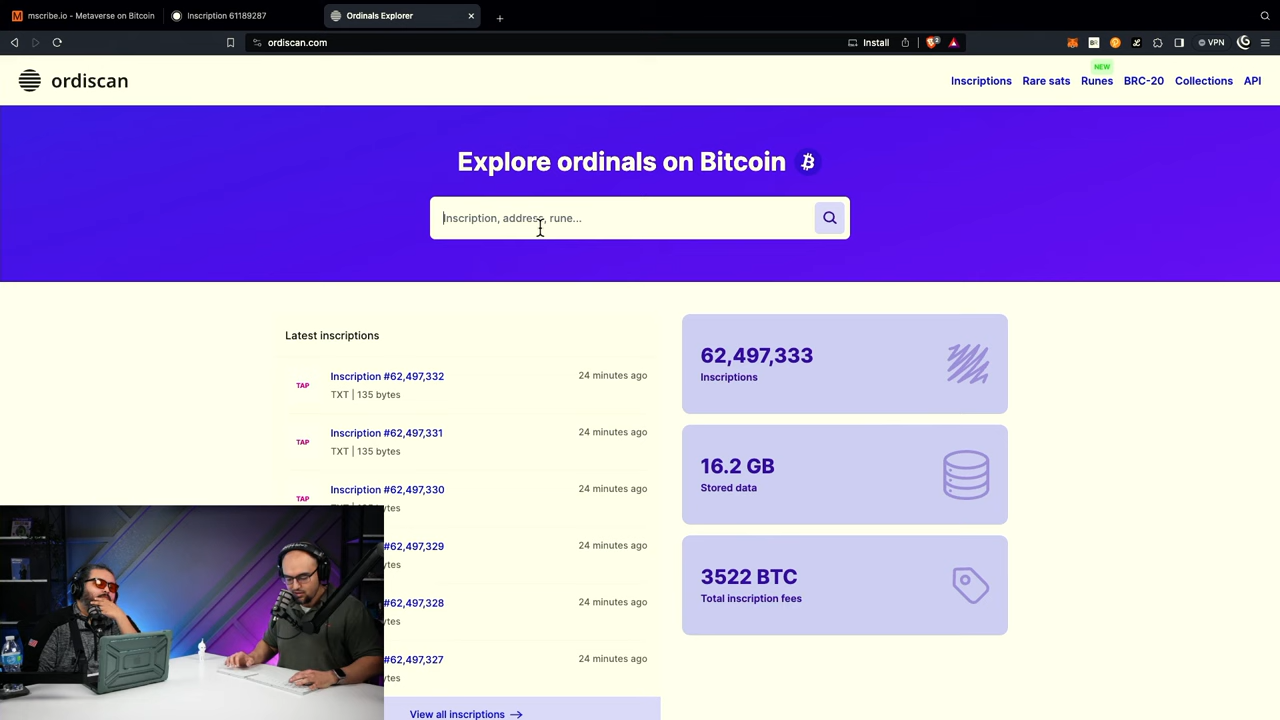 mscribe.io - Metaverse on Bitcoin
Inscription 61189287
Ordinals Explorer
ordiscan.com
Install
VPN
ordiscan
Inscriptions
Rare sats
NEW
Runes
BRC-20
Collections
API
Explore ordinals on Bitcoin
Inscription, address, rune...
Latest inscriptions
TAP
Inscription #62,497,332
24 minutes ago
TXT | 135 bytes
TAP
Inscription #62,497,331
24 minutes ago
TXT | 135 bytes
TAP
Inscription #62,497,330
24 minutes ago
ytes
#62,497,329
24 minutes ago
ytes
#62,497,328
24 minutes ago
ytes
#62,497,327
24 minutes ago
ytes
View all inscriptions
62,497,333
Inscriptions
16.2 GB
Stored data
3522 BTC
Total inscription fees